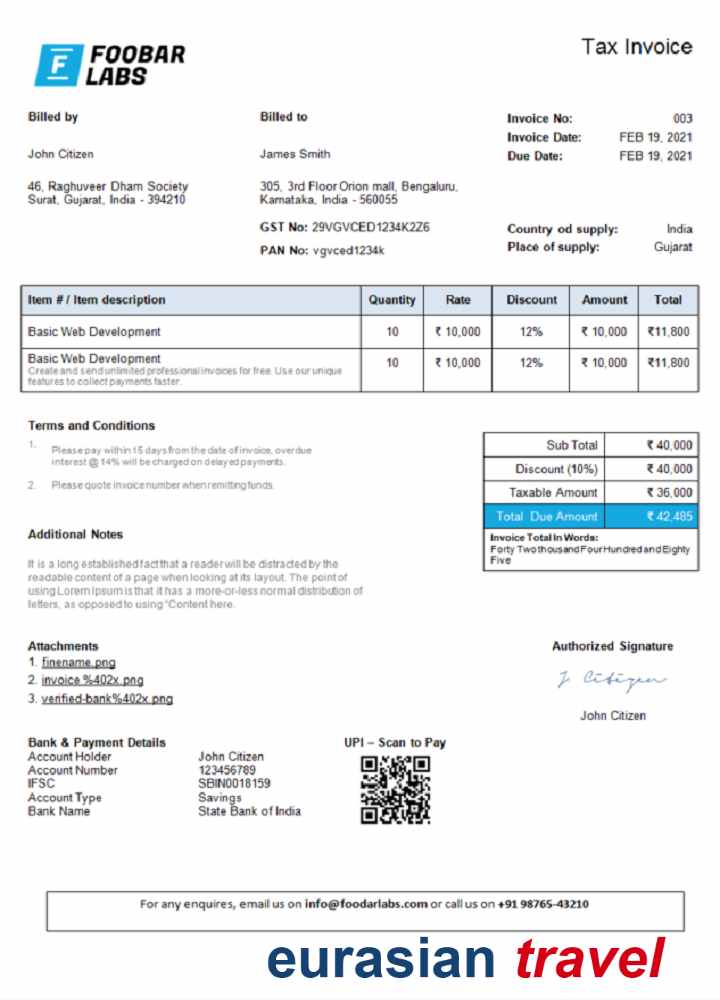 FOOBAR
LABS
Tax Invoice
Billed by
Billed to
Invoice No: 003
Invoice Date: FEB 19, 2021
John Citizen
James Smith
Due Date: FEB 19, 2021
46, Raghuveer Dham Society
Surat, Gujarat, India - 394210
305, 3rd Floor Orion mall, Bengaluru,
Karnataka, India - 560055
GST No: 29VGVCED1234K2Z6
Country od supply: India
PAN No: vgvced1234k
Place of supply: Gujarat
Item # / Item description Quantity Rate Discount Amount Total
Basic Web Development 10 ₹ 10,000 12% ₹ 10,000 ₹11,800
Basic Web Development 10 ₹ 10,000 12% ₹ 10,000 ₹11,800
Create and send unlimited professional invoices for free. Use our unique
features to collect payments faster.
Terms and Conditions
1. Please pay within 15 days from the date of invoice, overdue
interest @ 14% will be charged on delayed payments.
2. Please quote invoice number when remitting funds.
Sub Total ₹ 40,000
Discount (10%) ₹ 40,000
Taxable Amount ₹ 36,000
Total Due Amount ₹ 42,485
Invoice Total In Words:
Forty Two thousand Four Hundred and Eighty
Five
Additional Notes
It is a long established fact that a reader will be distracted by the
readable content of a page when looking at its layout. The point of
using Lorem Ipsum is that it has a more-or-less normal distribution of
letters, as opposed to using "Content here.
Attachments
1. finename.png
2. invoice %402x.png
3. verified-bank%402x.png
Authorized Signature
J Citizen
John Citizen
Bank & Payment Details
Account Holder John Citizen
Account Number 123456789
IFSC SBIN0018159
Account Type Savings
Bank Name State Bank of India
UPI – Scan to Pay
For any enquires, email us on info@foodarlabs.com or call us on +91 98765-43210
eurasian travel